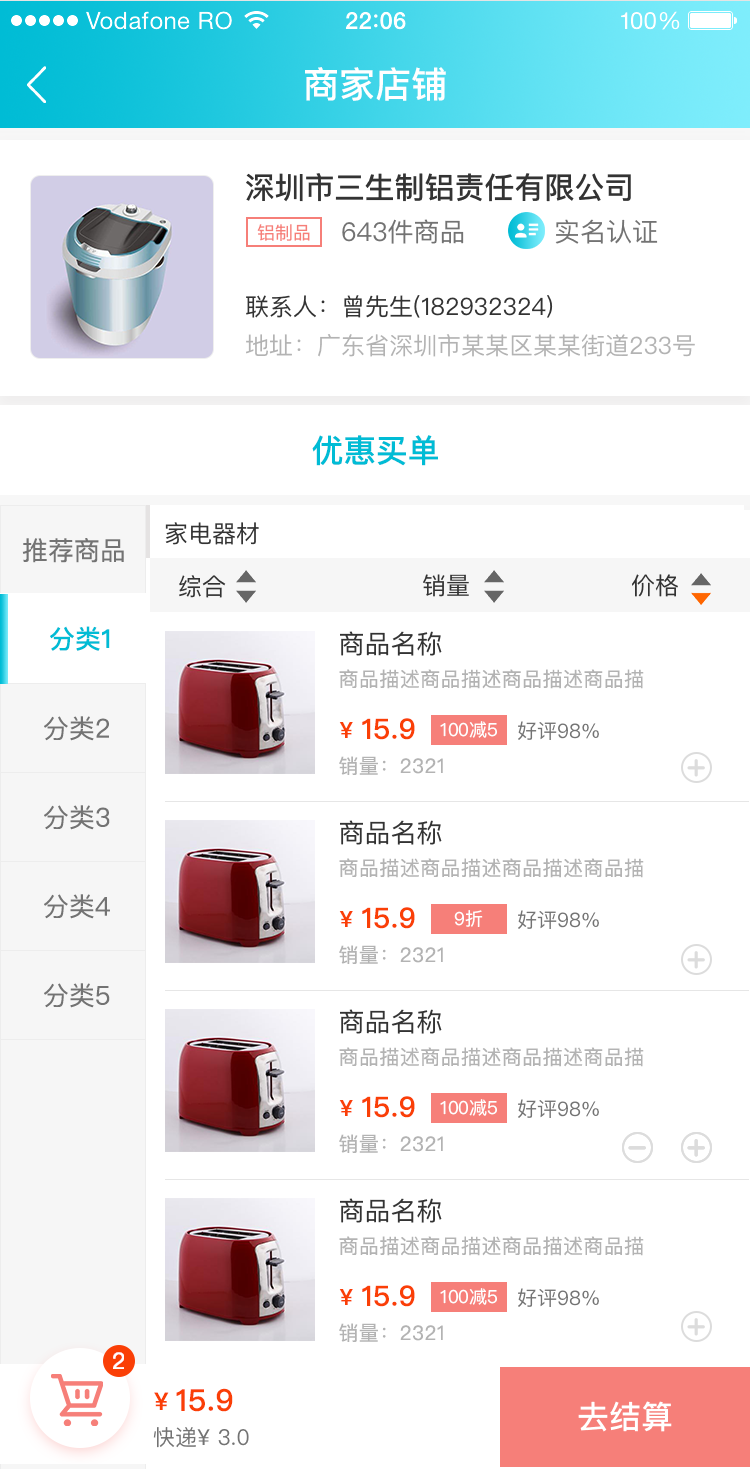 Vodafone RO 22:06 100%
商家店铺
深圳市三生制铝责任有限公司
铝制品 643件商品 实名认证
联系人：曾先生(182932324)
地址：广东省深圳市某某区某某街道233号
优惠买单
推荐商品
分类1
分类2
分类3
分类4
分类5
家电器材
综合 销量 价格
商品名称
商品描述商品描述商品描述商品描
¥ 15.9 100减5 好评98%
销量：2321
商品名称
商品描述商品描述商品描述商品描
¥ 15.9 9折 好评98%
销量：2321
商品名称
商品描述商品描述商品描述商品描
¥ 15.9 100减5 好评98%
销量：2321
商品名称
商品描述商品描述商品描述商品描
¥ 15.9 100减5 好评98%
销量：2321
2
¥ 15.9
快递¥ 3.0
去结算